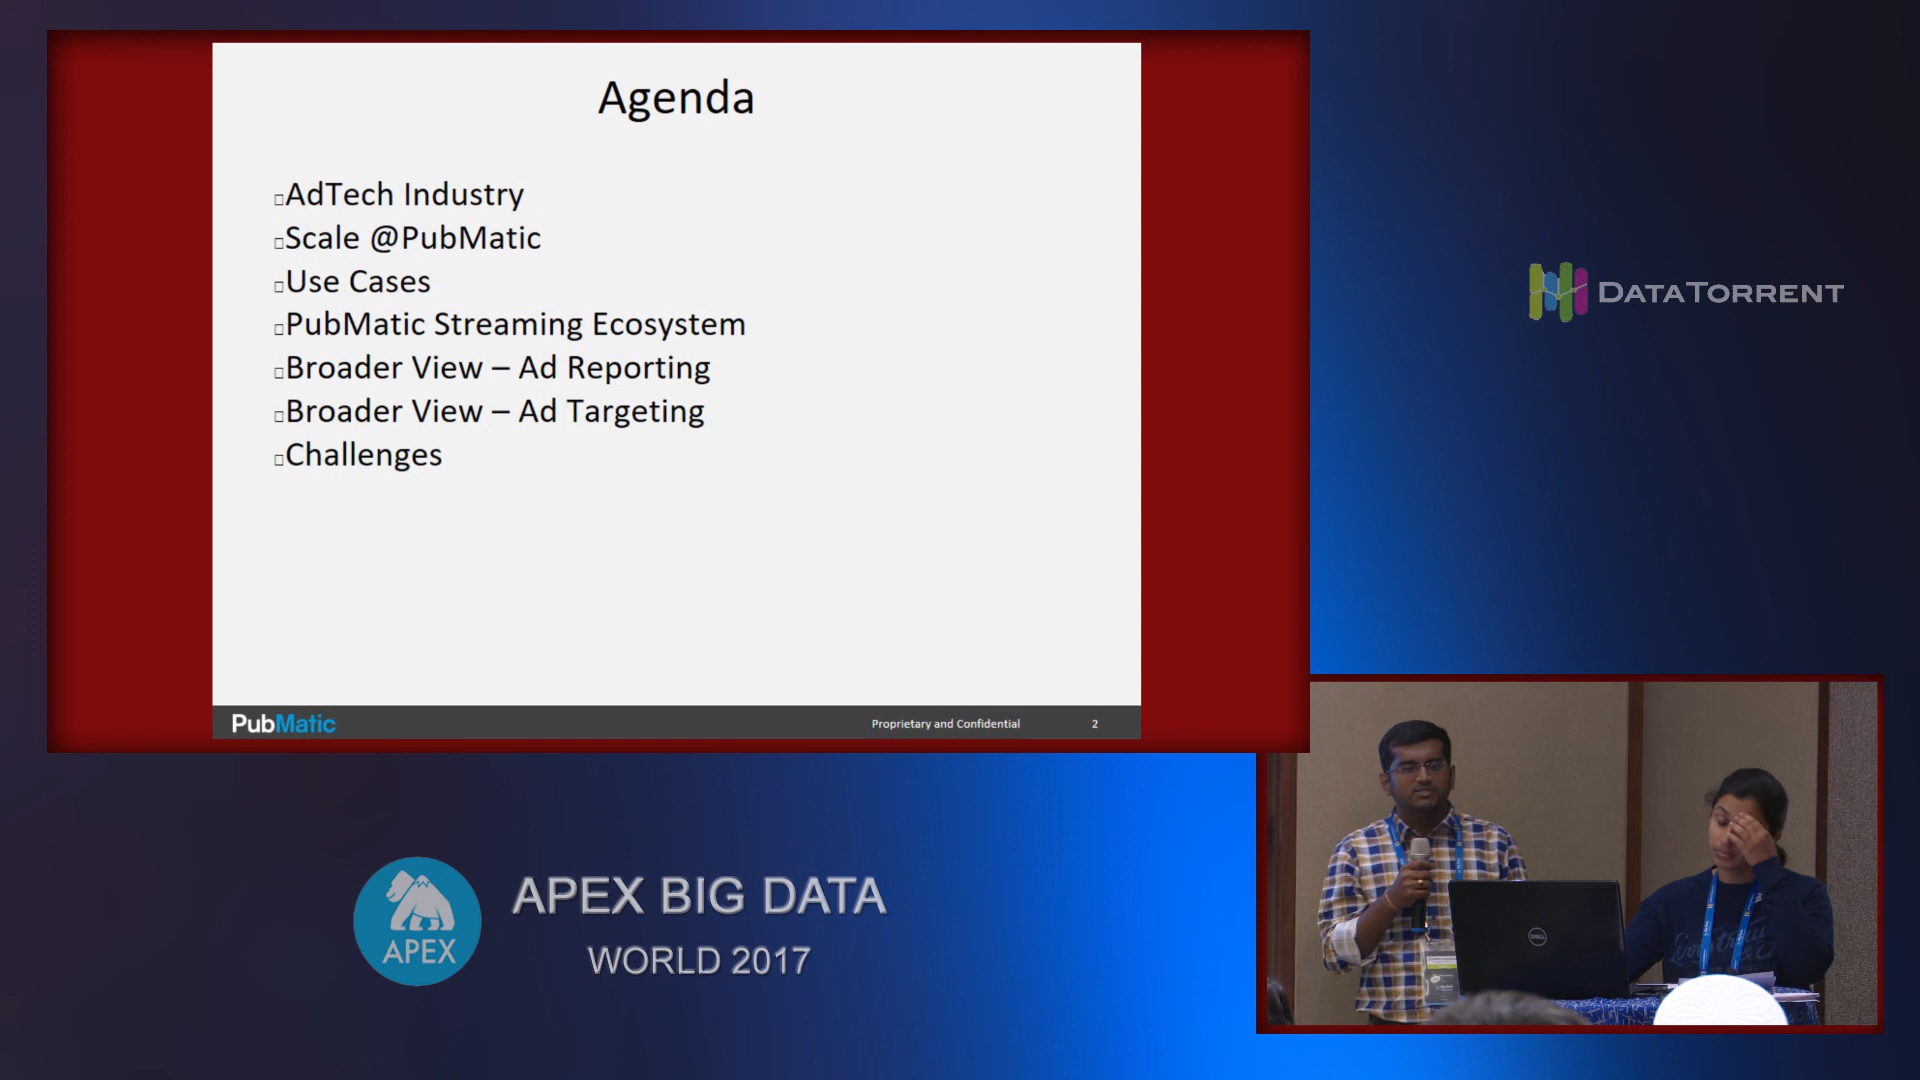 Agenda
AdTech Industry
Scale @PubMatic
Use Cases
PubMatic Streaming Ecosystem
Broader View – Ad Reporting
Broader View – Ad Targeting
Challenges
PubMatic
Proprietary and Confidential
2
DATATORRENT
APEX
APEX BIG DATA
WORLD 2017
DELL